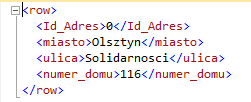 <row>
<Id_Adres>0</Id_Adres>
<miasto>Olsztyn</miasto>
<ulica>Solidarnosci</ulica>
<numer_domu>116</numer_domu>
</row>